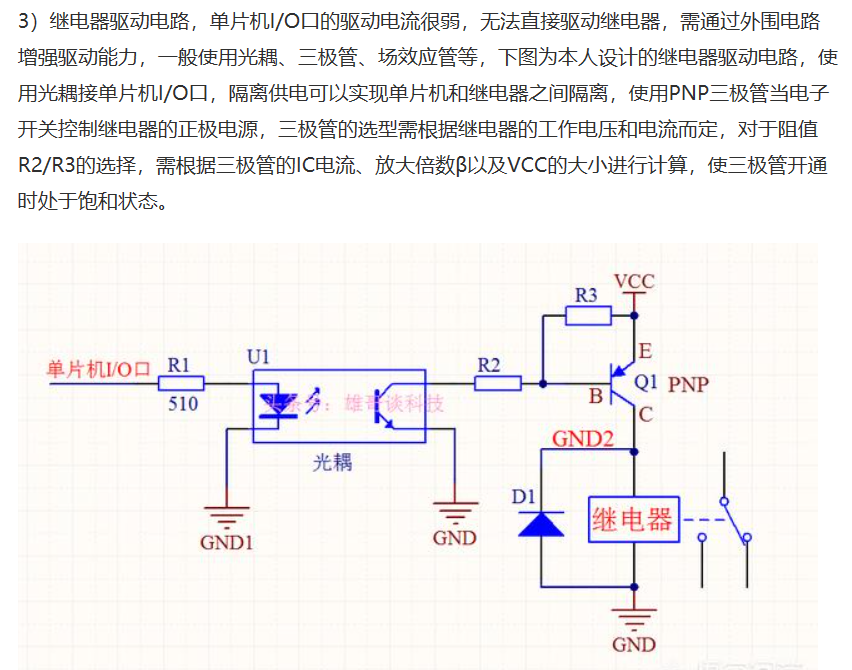 3）继电器驱动电路，单片机I/O口的驱动电流很弱，无法直接驱动继电器，需通过外围电路
增强驱动能力，一般使用光耦、三极管、场效应管等，下图为本人设计的继电器驱动电路，使
用光耦接单片机I/O口，隔离供电可以实现单片机和继电器之间隔离，使用PNP三极管当电子
开关控制继电器的正极电源，三极管的选型需根据继电器的工作电压和电流而定，对于阻值
R2/R3的选择，需根据三极管的IC电流、放大倍数β以及VCC的大小进行计算，使三极管开通
时处于饱和状态。
VCC
R3
单片机I/O口
R1
U1
R2
E
Q1
PNP
510
B
：雄哥谈科技
C
光耦
GND2
D1
继电器
GND1
GND
GND